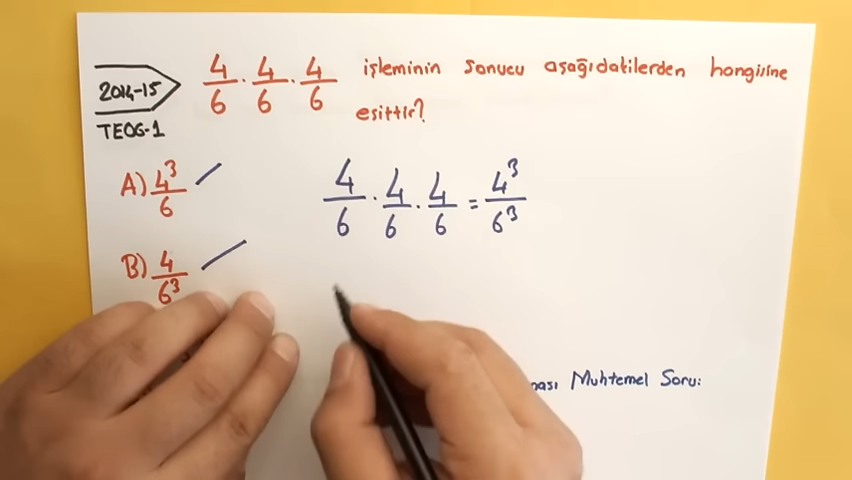 2014-15
TEOG-1
4/6 · 4/6 · 4/6 işleminin sonucu aşağıdakilerden hangisine
eşittir?
A) 4³/6
4/6 · 4/6 · 4/6 = 4³/6³
B) 4/6³
Muhtemel Soru: